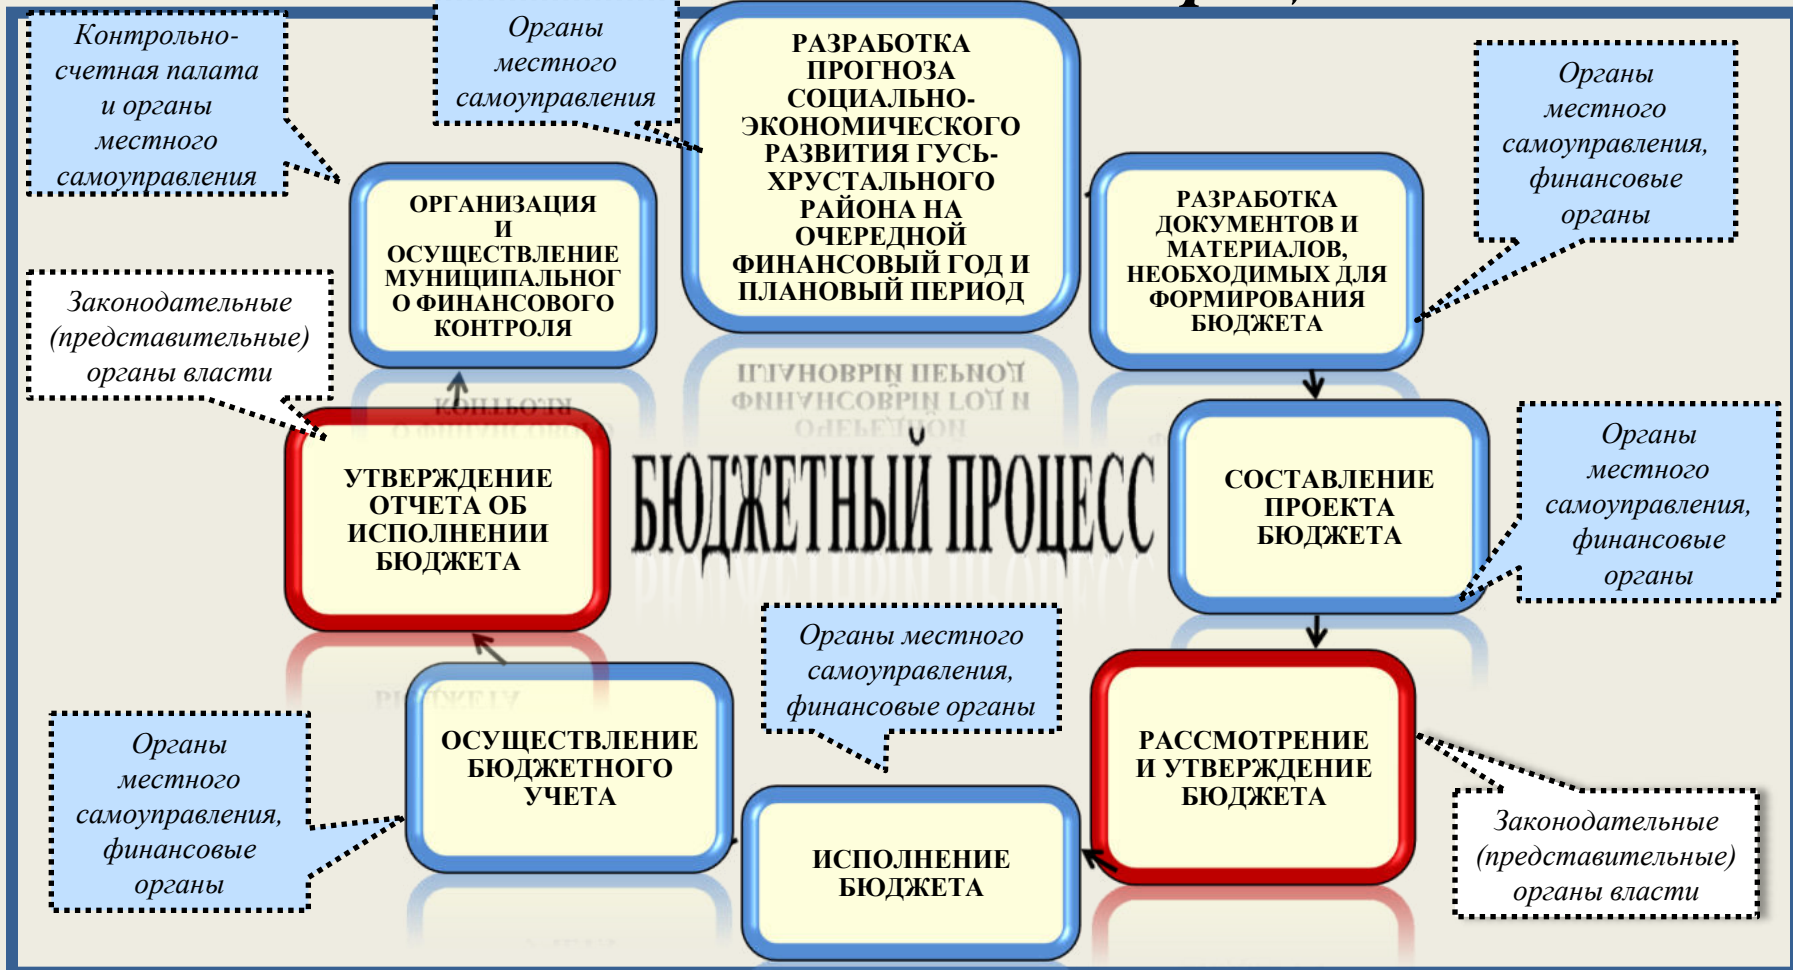 Контрольно-
счетная палата
и органы
местного
самоуправления
Органы
местного
самоуправления
РАЗРАБОТКА
ПРОГНОЗА
СОЦИАЛЬНО-
ЭКОНОМИЧЕСКОГО
РАЗВИТИЯ ГУСЬ-
ХРУСТАЛЬНОГО
РАЙОНА НА
ОЧЕРЕДНОЙ
ФИНАНСОВЫЙ ГОД И
ПЛАНОВЫЙ ПЕРИОД
Органы
местного
самоуправления,
финансовые
органы
ОРГАНИЗАЦИЯ
И
ОСУЩЕСТВЛЕНИЕ
МУНИЦИПАЛЬНОГ
О ФИНАНСОВОГО
КОНТРОЛЯ
РАЗРАБОТКА
ДОКУМЕНТОВ И
МАТЕРИАЛОВ,
НЕОБХОДИМЫХ ДЛЯ
ФОРМИРОВАНИЯ
БЮДЖЕТА
Законодательные
(представительные)
органы власти
УТВЕРЖДЕНИЕ
ОТЧЕТА ОБ
ИСПОЛНЕНИИ
БЮДЖЕТА
БЮДЖЕТНЫЙ ПРОЦЕСС
СОСТАВЛЕНИЕ
ПРОЕКТА
БЮДЖЕТА
Органы
местного
самоуправления,
финансовые
органы
Органы местного
самоуправления,
финансовые органы
Органы
местного
самоуправления,
финансовые
органы
ОСУЩЕСТВЛЕНИЕ
БЮДЖЕТНОГО
УЧЕТА
ИСПОЛНЕНИЕ
БЮДЖЕТА
РАССМОТРЕНИЕ
И УТВЕРЖДЕНИЕ
БЮДЖЕТА
Законодательные
(представительные)
органы власти